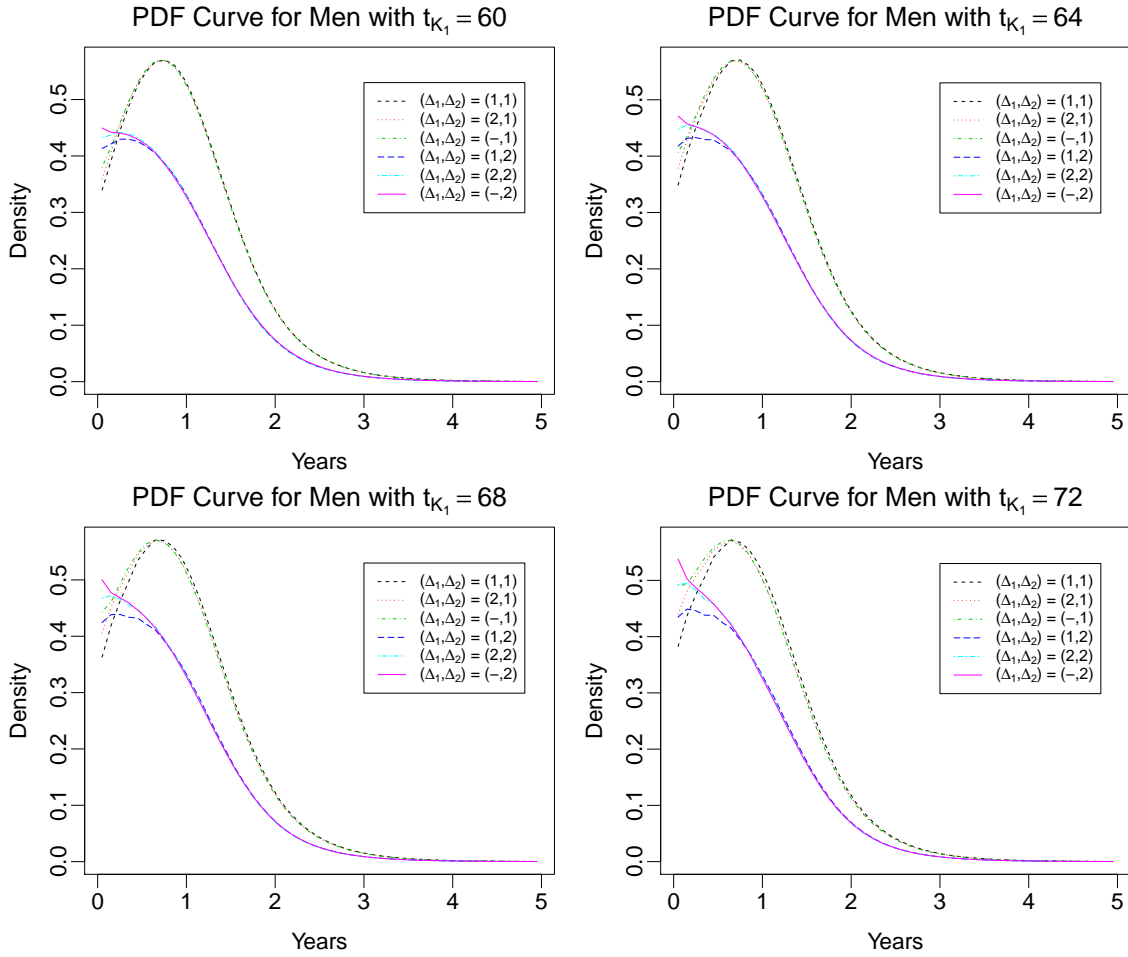 PDF Curve for Men with t_K₁ = 60
Density
0.0 0.1 0.2 0.3 0.4 0.5
(Δ₁,Δ₂) = (1,1)
(Δ₁,Δ₂) = (2,1)
(Δ₁,Δ₂) = (−,1)
(Δ₁,Δ₂) = (1,2)
(Δ₁,Δ₂) = (2,2)
(Δ₁,Δ₂) = (−,2)
0 1 2 3 4 5
Years
PDF Curve for Men with t_K₁ = 64
Density
0.0 0.1 0.2 0.3 0.4 0.5
(Δ₁,Δ₂) = (1,1)
(Δ₁,Δ₂) = (2,1)
(Δ₁,Δ₂) = (−,1)
(Δ₁,Δ₂) = (1,2)
(Δ₁,Δ₂) = (2,2)
(Δ₁,Δ₂) = (−,2)
0 1 2 3 4 5
Years
PDF Curve for Men with t_K₁ = 68
Density
0.0 0.1 0.2 0.3 0.4 0.5
(Δ₁,Δ₂) = (1,1)
(Δ₁,Δ₂) = (2,1)
(Δ₁,Δ₂) = (−,1)
(Δ₁,Δ₂) = (1,2)
(Δ₁,Δ₂) = (2,2)
(Δ₁,Δ₂) = (−,2)
0 1 2 3 4 5
Years
PDF Curve for Men with t_K₁ = 72
Density
0.0 0.1 0.2 0.3 0.4 0.5
(Δ₁,Δ₂) = (1,1)
(Δ₁,Δ₂) = (2,1)
(Δ₁,Δ₂) = (−,1)
(Δ₁,Δ₂) = (1,2)
(Δ₁,Δ₂) = (2,2)
(Δ₁,Δ₂) = (−,2)
0 1 2 3 4 5
Years